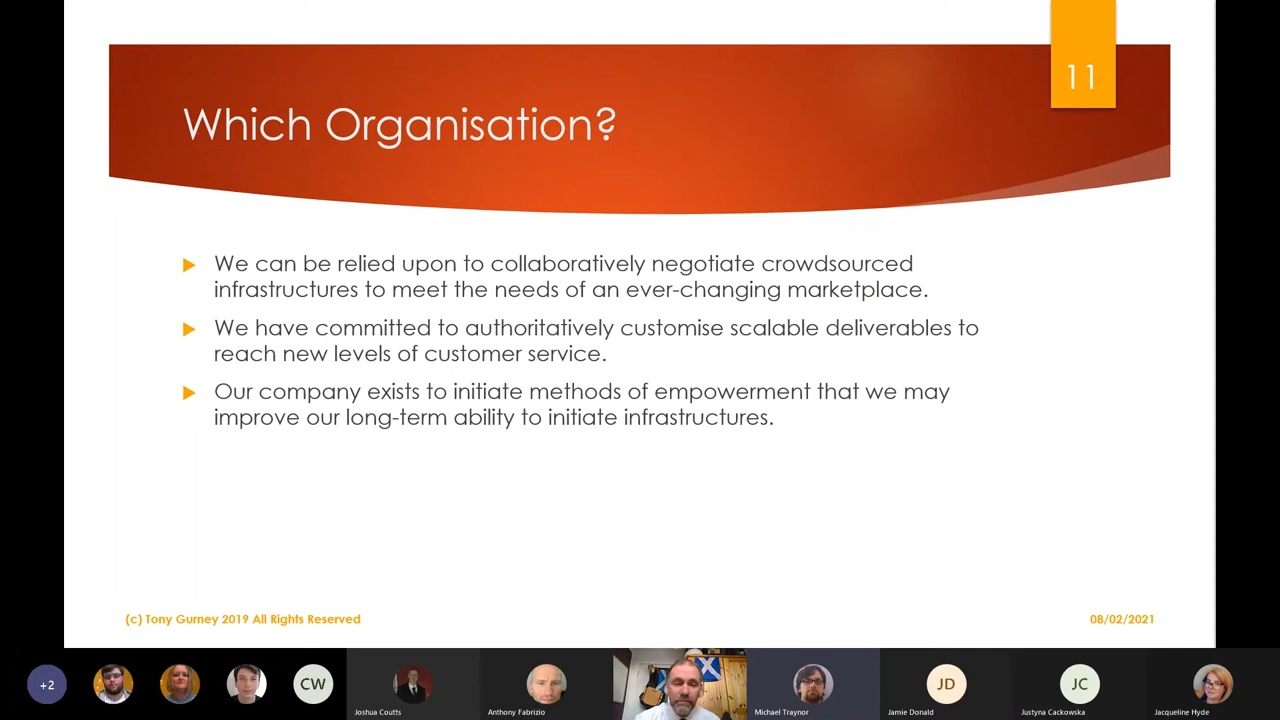 11
Which Organisation?
We can be relied upon to collaboratively negotiate crowdsourced
infrastructures to meet the needs of an ever-changing marketplace.
We have committed to authoritatively customise scalable deliverables to
reach new levels of customer service.
Our company exists to initiate methods of empowerment that we may
improve our long-term ability to initiate infrastructures.
(c) Tony Gurney 2019 All Rights Reserved
08/02/2021
+2
CW
JD
JC
Joshua Coutts
Anthony Fabrizio
Michael Traynor
Jamie Donald
Justyna Cackowska
Jacqueline Hyde